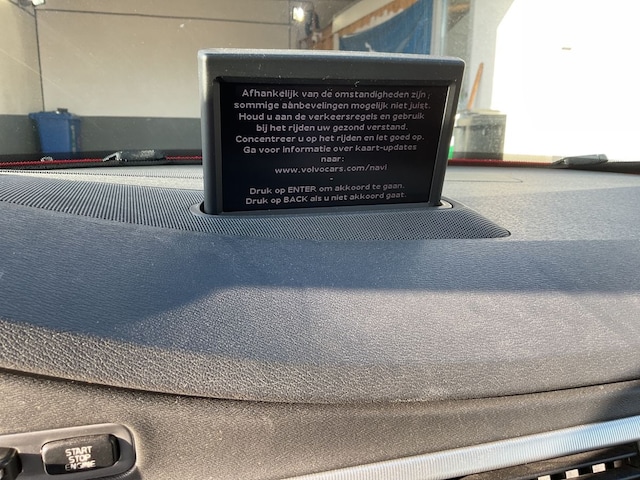 Afhankelijk van de omstandigheden zijn
sommige aanbevelingen mogelijk niet juist.
Houd u aan de verkeersregels en gebruik
bij het rijden uw gezond verstand.
Concentreer u op het rijden en let goed op.
Ga voor informatie over kaart-updates
naar:
www.volvocars.com/navi
-
Druk op ENTER om akkoord te gaan.
Druk op BACK als u niet akkoord gaat.
START
STOP
ENGINE